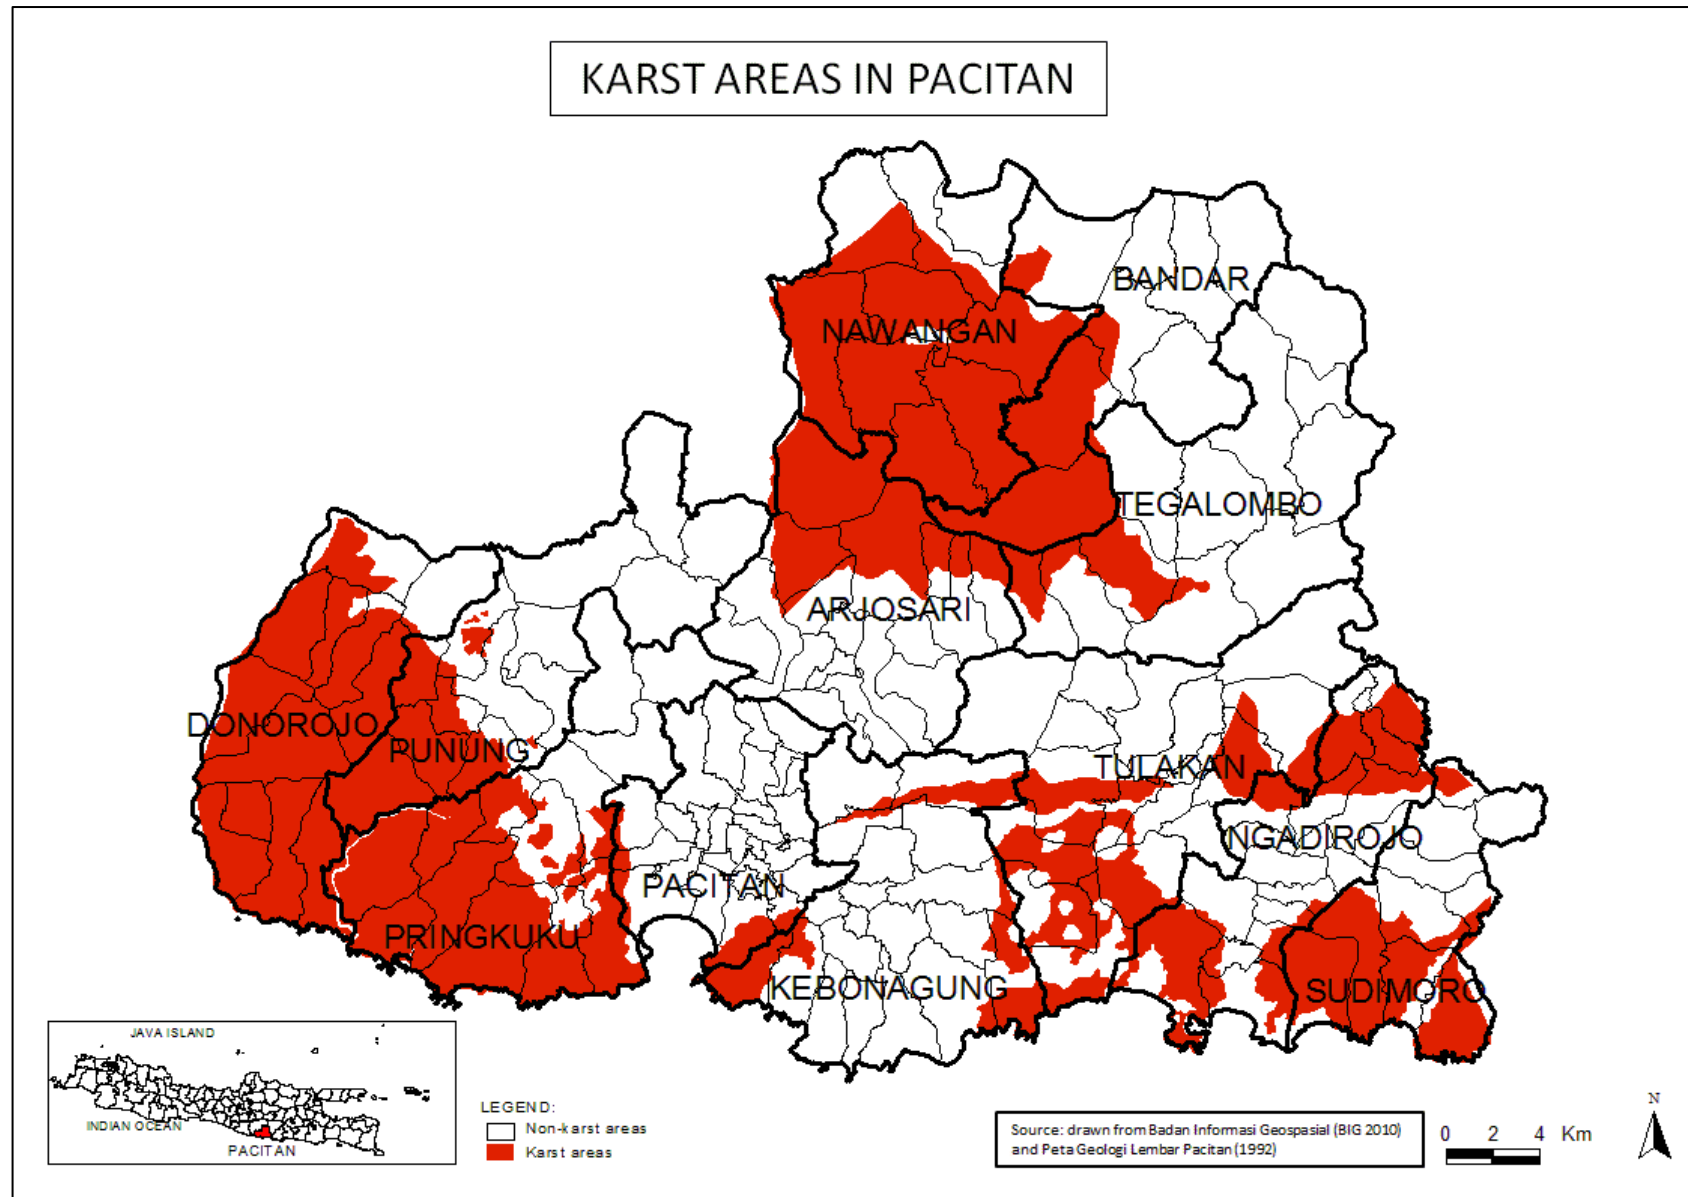 KARST AREAS IN PACITAN
BANDAR
NAWANGAN
TEGALOMBO
ARJOSARI
DONOROJO
PUNUNG
TULAKAN
NGADIROJO
PACITAN
PRINGKUKU
KEBONAGUNG
SUDIMORO
JAVA ISLAND
INDIAN OCEAN
PACITAN
LEGEND:
Non-karst areas
Karst areas
Source: drawn from Badan Informasi Geospasial (BIG 2010)
and Peta Geologi Lembar Pacitan (1992)
0 2 4 Km
N